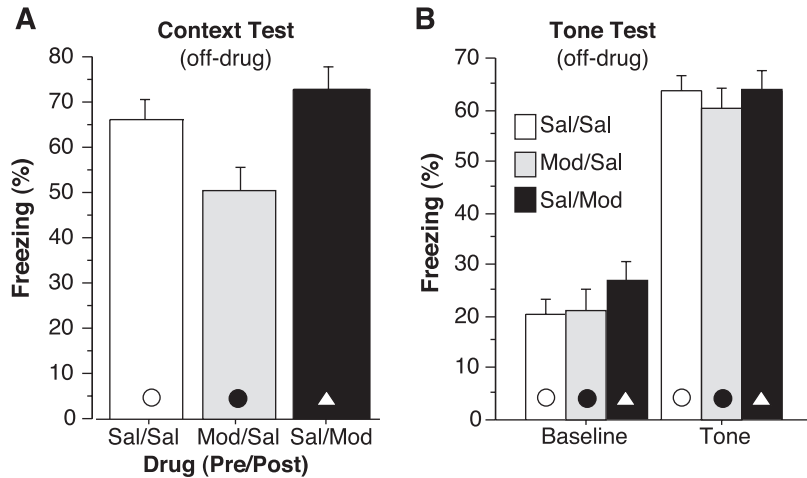 A
Context Test
(off-drug)
Freezing (%)
80
70
60
50
40
30
20
10
0
Sal/Sal Mod/Sal Sal/Mod
Drug (Pre/Post)
B
Tone Test
(off-drug)
Freezing (%)
70
60
50
40
30
20
10
0
Sal/Sal
Mod/Sal
Sal/Mod
Baseline Tone